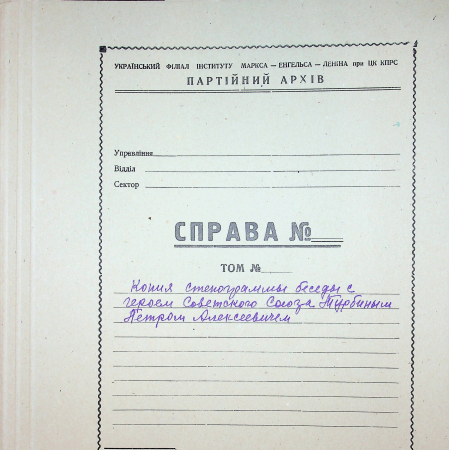 УКРАЇНСЬКИЙ ФІЛІАЛ ІНСТИТУТУ МАРКСА — ЕНГЕЛЬСА — ЛЕНІНА при ЦК КПРС
ПАРТІЙНИЙ АРХІВ
Управління
Відділ
Сектор
СПРАВА №
ТОМ №
Копия стенограммы беседы с
героем Советского Союза Турбиным
Петром Алексеевичем